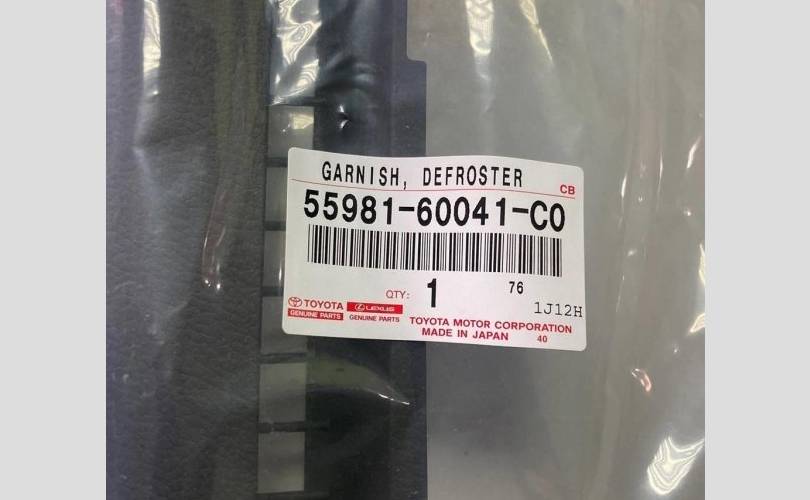 GARNISH, DEFROSTER
CB
55981-60041-C0
QTY: 1 76
1J12H
TOYOTA LEXUS
GENUINE PARTS GENUINE PARTS
TOYOTA MOTOR CORPORATION
MADE IN JAPAN 40